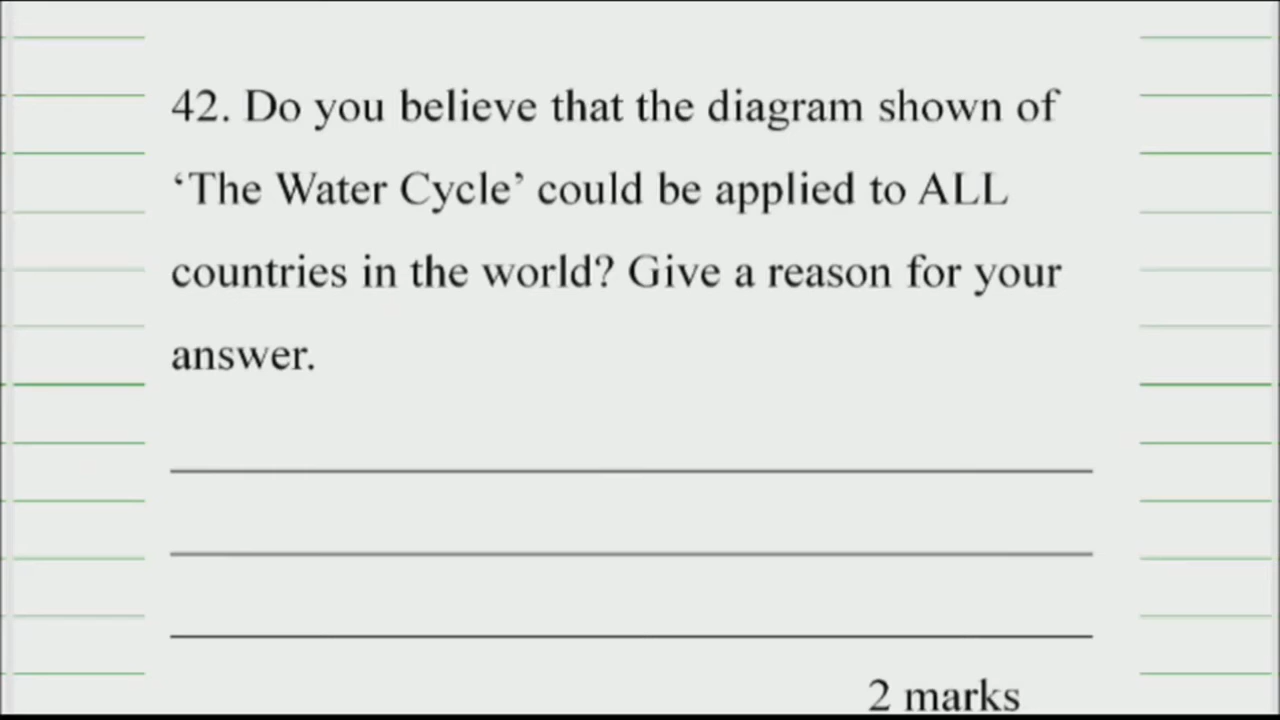 42. Do you believe that the diagram shown of
‘The Water Cycle’ could be applied to ALL
countries in the world? Give a reason for your
answer.
2 marks